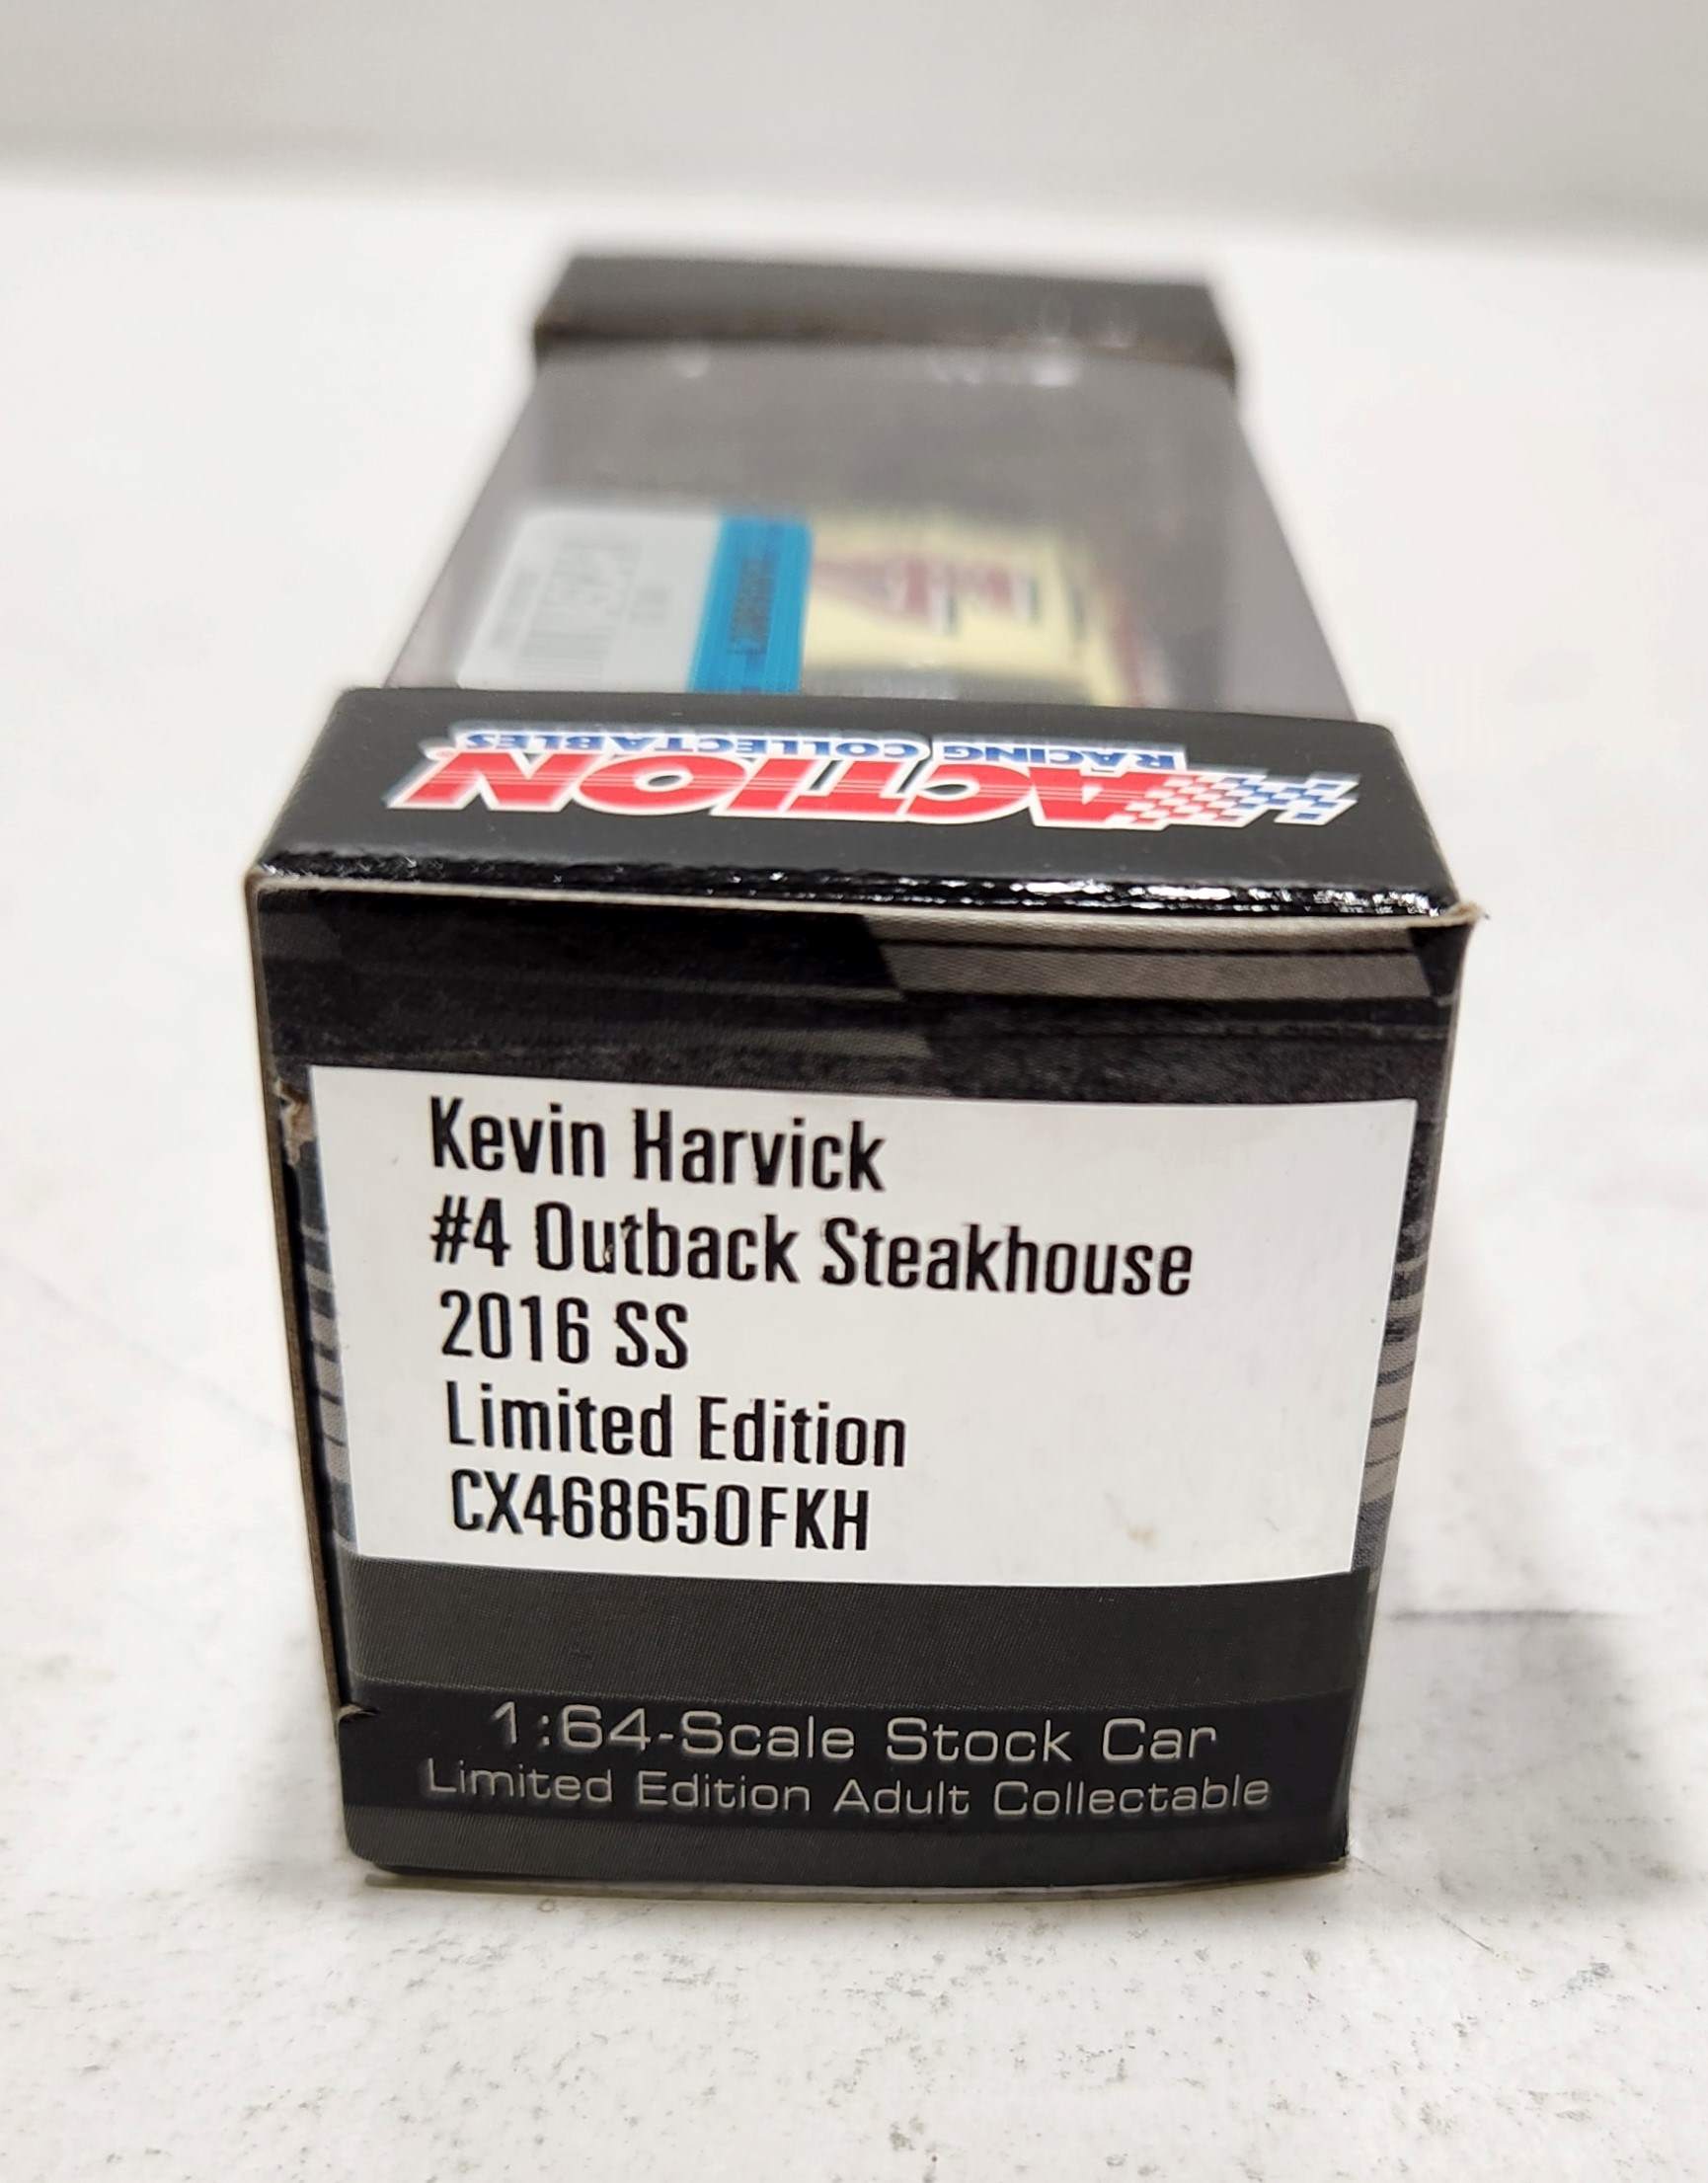 RACING COLLECTABLES
ACTION
Kevin Harvick
#4 Outback Steakhouse
2016 SS
Limited Edition
CX468650FKH
1:64-Scale Stock Car
Limited Edition Adult Collectable